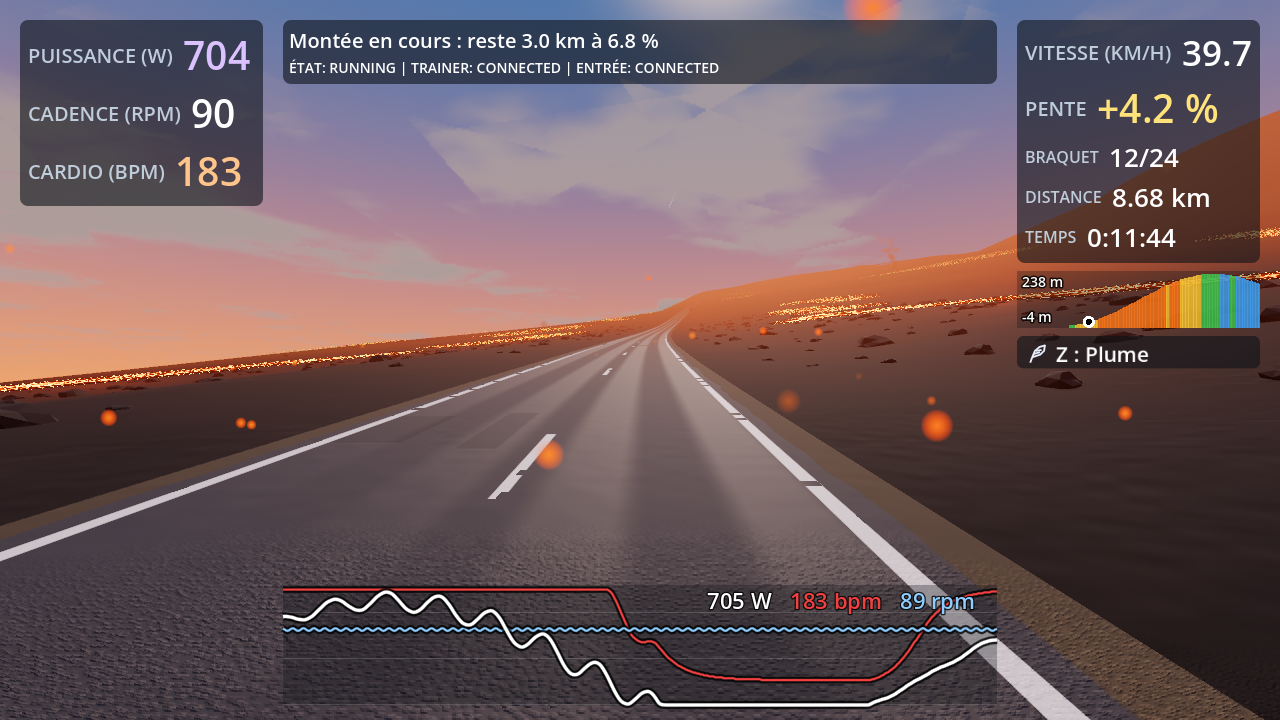 PUISSANCE (W) 704
CADENCE (RPM) 90
CARDIO (BPM) 183
Montée en cours : reste 3.0 km à 6.8 %
ÉTAT: RUNNING | TRAINER: CONNECTED | ENTRÉE: CONNECTED
VITESSE (KM/H) 39.7
PENTE +4.2 %
BRAQUET 12/24
DISTANCE 8.68 km
TEMPS 0:11:44
238 m
-4 m
Z : Plume
705 W 183 bpm 89 rpm